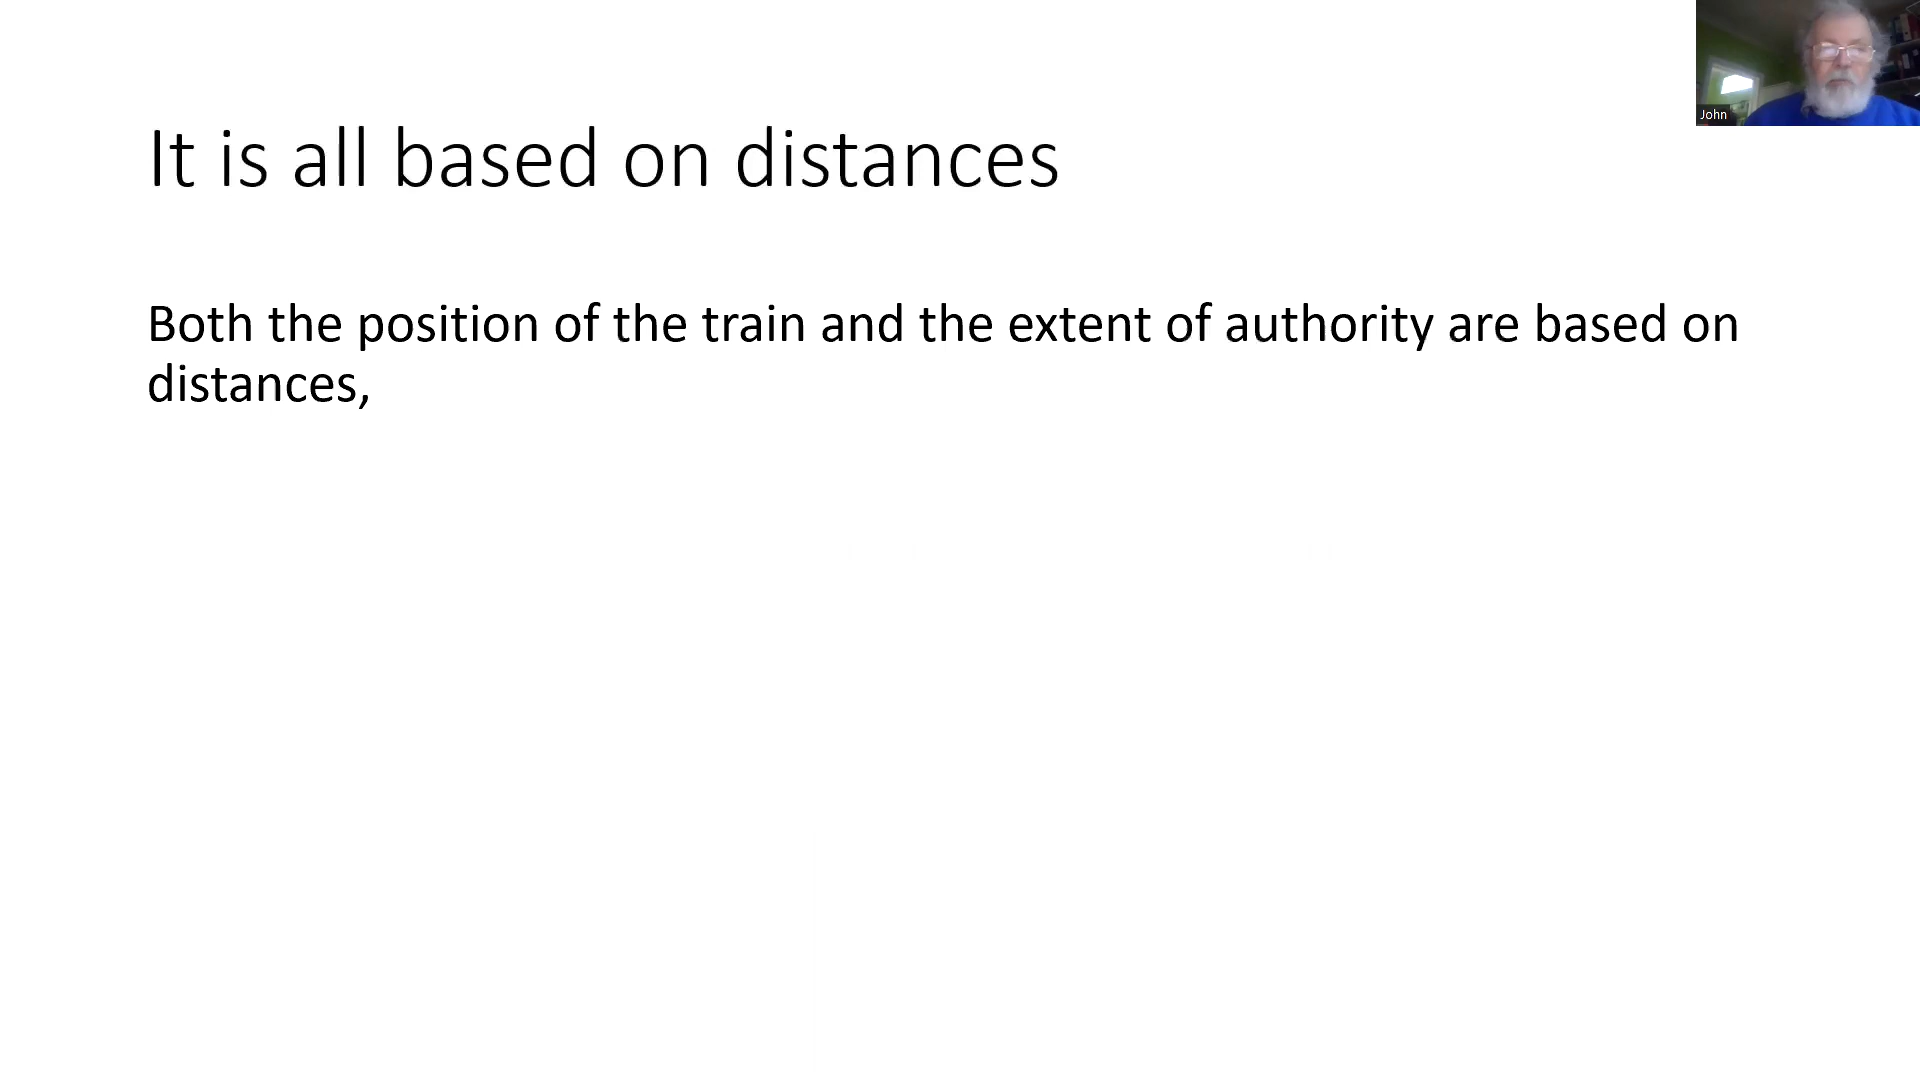 It is all based on distances
Both the position of the train and the extent of authority are based on
distances,
John